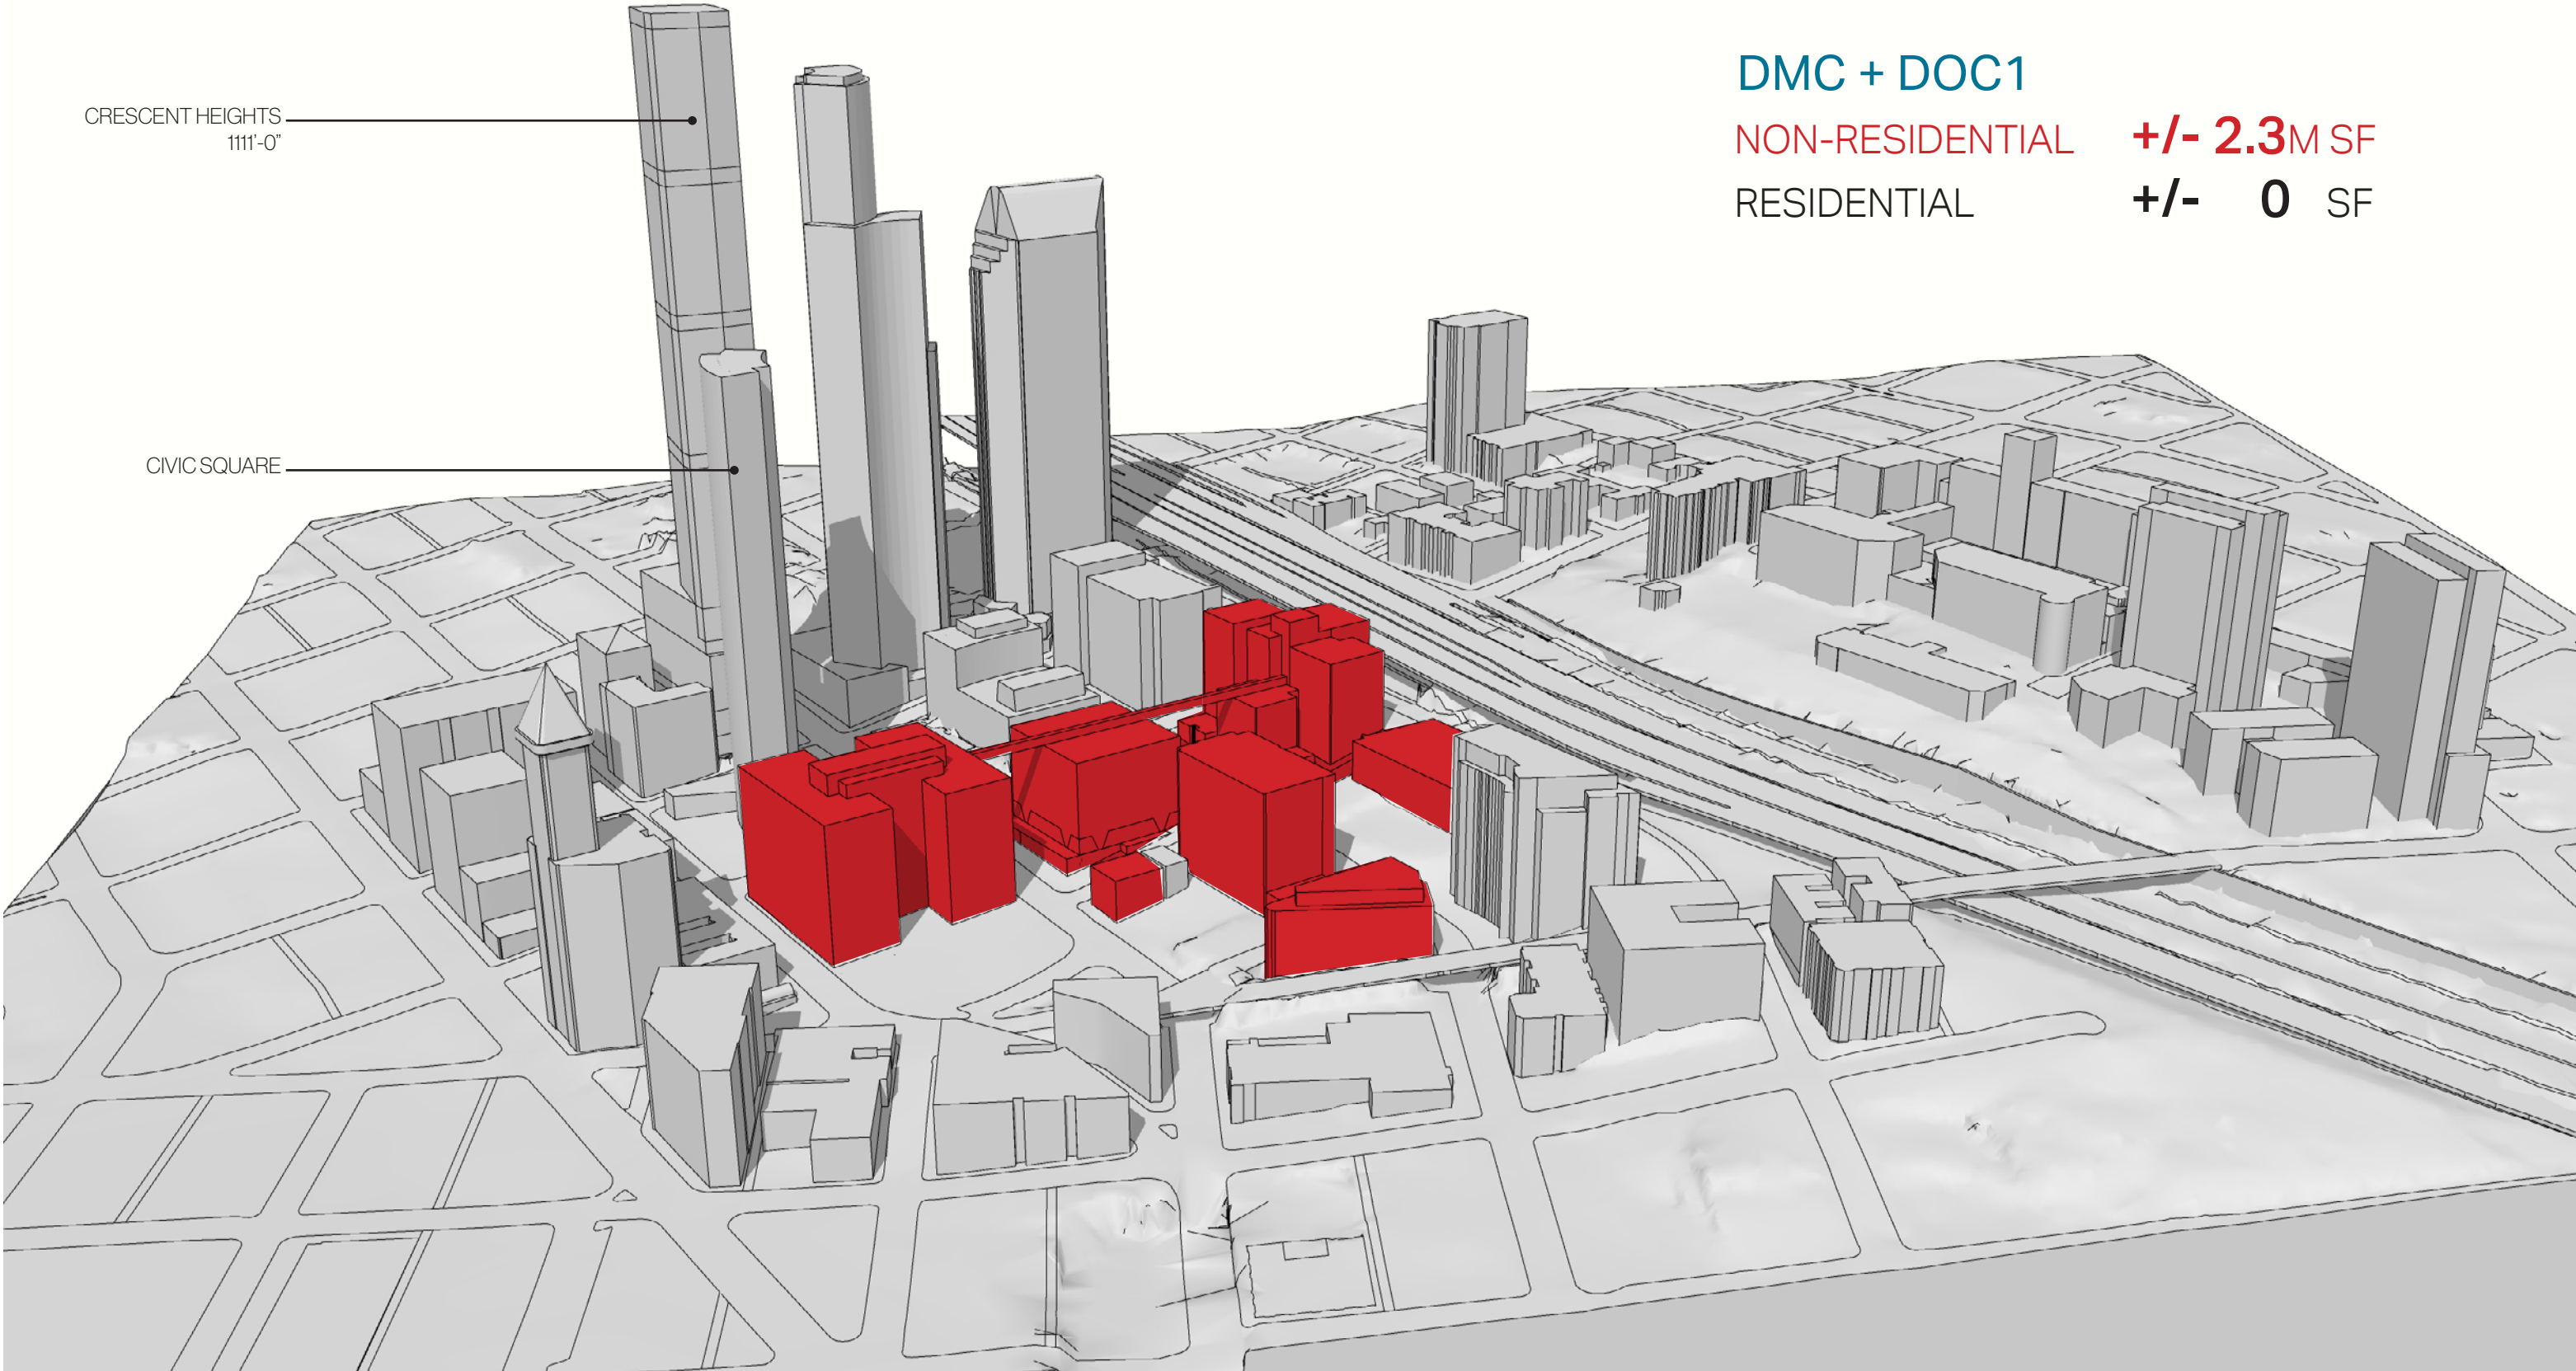 DMC + DOC1
NON-RESIDENTIAL +/- 2.3M SF
RESIDENTIAL +/- 0 SF
CRESCENT HEIGHTS
1111'-0"
CIVIC SQUARE